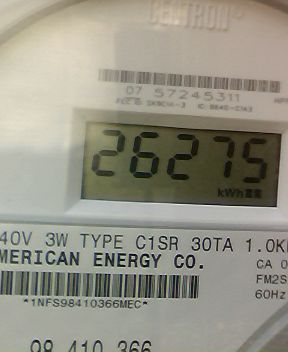 CENTRON
07 57245311
26275
kWh
40V 3W TYPE C1SR 30TA 1.0K
MERICAN ENERGY CO.
CA 0
FM2S
60Hz
*1NFS98410366MEC*
98 410 366